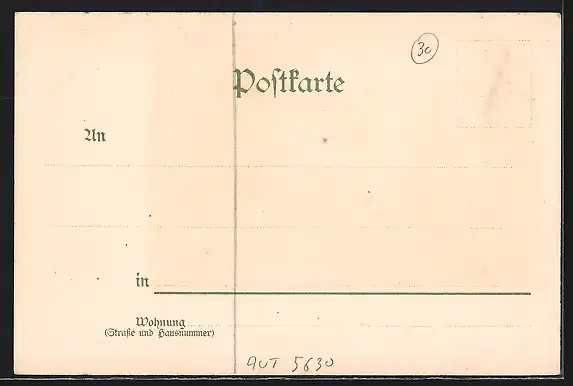 30
Postkarte
An
in
Wohnung
(Straße und Hausnummer)
AUT 5630